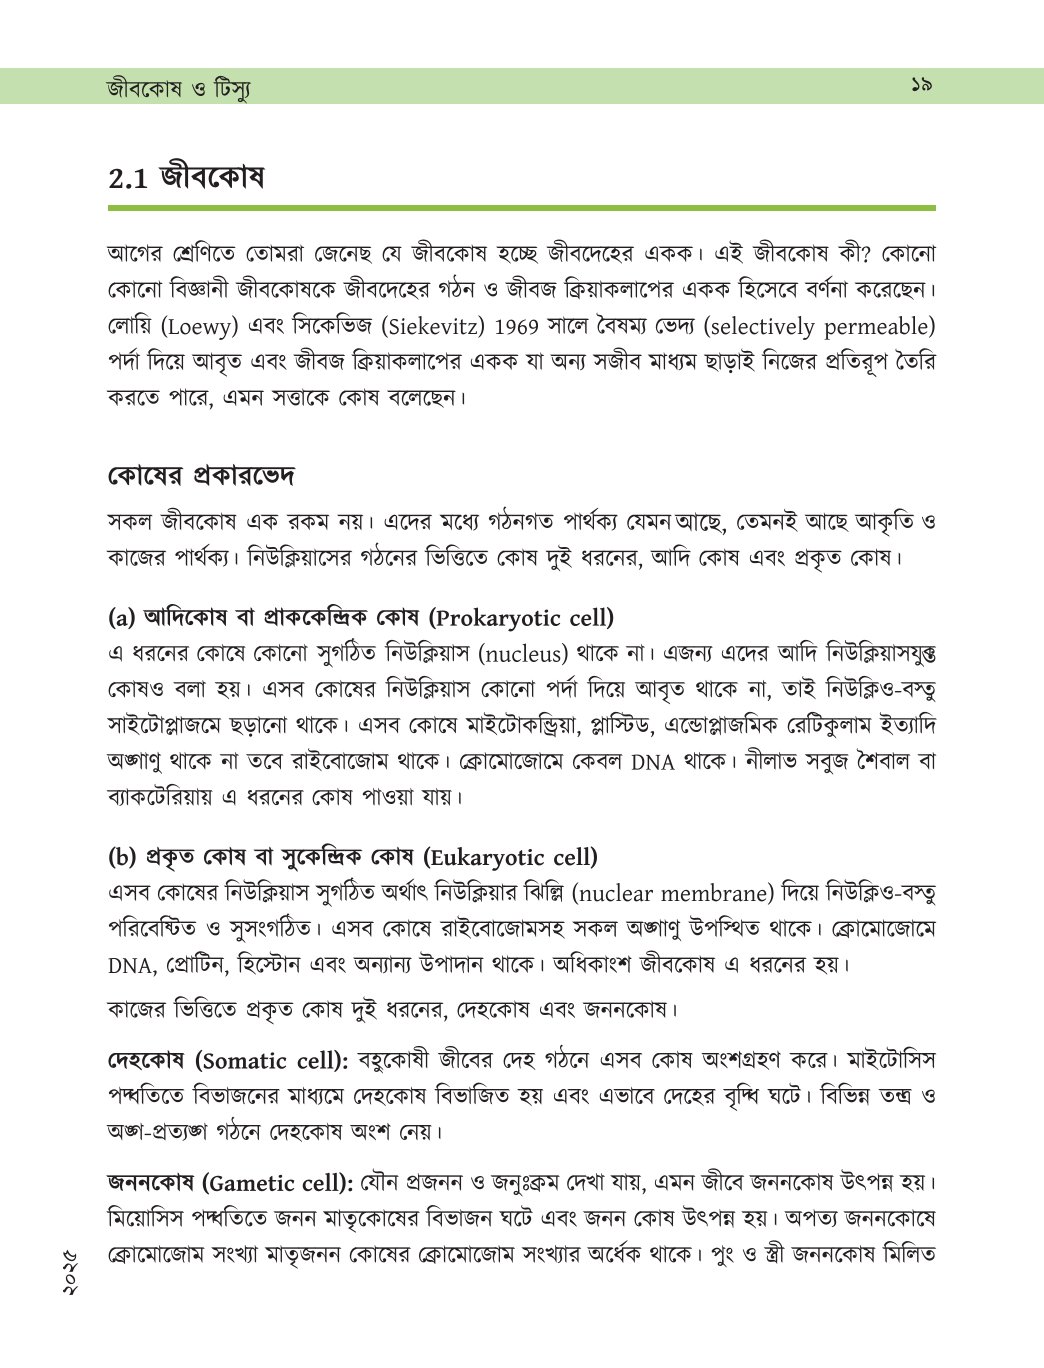 জীবকোষ ও টিস্যু
১৯
2.1 জীবকোষ
আগের শ্রেণিতে তোমরা জেনেছ যে জীবকোষ হচ্ছে জীবদেহের একক। এই জীবকোষ কী? কোনো
কোনো বিজ্ঞানী জীবকোষকে জীবদেহের গঠন ও জীবজ ক্রিয়াকলাপের একক হিসেবে বর্ণনা করেছেন।
লোয়ি (Loewy) এবং সিকেভিজ (Siekevitz) 1969 সালে বৈষম্য ভেদ্য (selectively permeable)
পর্দা দিয়ে আবৃত এবং জীবজ ক্রিয়াকলাপের একক যা অন্য সজীব মাধ্যম ছাড়াই নিজের প্রতিরূপ তৈরি
করতে পারে, এমন সত্তাকে কোষ বলেছেন।
কোষের প্রকারভেদ
সকল জীবকোষ এক রকম নয়। এদের মধ্যে গঠনগত পার্থক্য যেমন আছে, তেমনই আছে আকৃতি ও
কাজের পার্থক্য। নিউক্লিয়াসের গঠনের ভিত্তিতে কোষ দুই ধরনের, আদি কোষ এবং প্রকৃত কোষ।
(a) আদিকোষ বা প্রাককেন্দ্রিক কোষ (Prokaryotic cell)
এ ধরনের কোষে কোনো সুগঠিত নিউক্লিয়াস (nucleus) থাকে না। এজন্য এদের আদি নিউক্লিয়াসযুক্ত
কোষও বলা হয়। এসব কোষের নিউক্লিয়াস কোনো পর্দা দিয়ে আবৃত থাকে না, তাই নিউক্লিও-বস্তু
সাইটোপ্লাজমে ছড়ানো থাকে। এসব কোষে মাইটোকন্ড্রিয়া, প্লাস্টিড, এন্ডোপ্লাজমিক রেটিকুলাম ইত্যাদি
অঙ্গাণু থাকে না তবে রাইবোজোম থাকে। ক্রোমোজোমে কেবল DNA থাকে। নীলাভ সবুজ শৈবাল বা
ব্যাকটেরিয়ায় এ ধরনের কোষ পাওয়া যায়।
(b) প্রকৃত কোষ বা সুকেন্দ্রিক কোষ (Eukaryotic cell)
এসব কোষের নিউক্লিয়াস সুগঠিত অর্থাৎ নিউক্লিয়ার ঝিল্লি (nuclear membrane) দিয়ে নিউক্লিও-বস্তু
পরিবেষ্টিত ও সুসংগঠিত। এসব কোষে রাইবোজোমসহ সকল অঙ্গাণু উপস্থিত থাকে। ক্রোমোজোমে
DNA, প্রোটিন, হিস্টোন এবং অন্যান্য উপাদান থাকে। অধিকাংশ জীবকোষ এ ধরনের হয়।
কাজের ভিত্তিতে প্রকৃত কোষ দুই ধরনের, দেহকোষ এবং জননকোষ।
দেহকোষ (Somatic cell): বহুকোষী জীবের দেহ গঠনে এসব কোষ অংশগ্রহণ করে। মাইটোসিস
পদ্ধতিতে বিভাজনের মাধ্যমে দেহকোষ বিভাজিত হয় এবং এভাবে দেহের বৃদ্ধি ঘটে। বিভিন্ন তন্ত্র ও
অঙ্গ-প্রত্যঙ্গ গঠনে দেহকোষ অংশ নেয়।
জননকোষ (Gametic cell): যৌন প্রজনন ও জনুঃক্রম দেখা যায়, এমন জীবে জননকোষ উৎপন্ন হয়।
মিয়োসিস পদ্ধতিতে জনন মাতৃকোষের বিভাজন ঘটে এবং জনন কোষ উৎপন্ন হয়। অপত্য জননকোষে
ক্রোমোজোম সংখ্যা মাতৃজনন কোষের ক্রোমোজোম সংখ্যার অর্ধেক থাকে। পুং ও স্ত্রী জননকোষ মিলিত
২০২৫